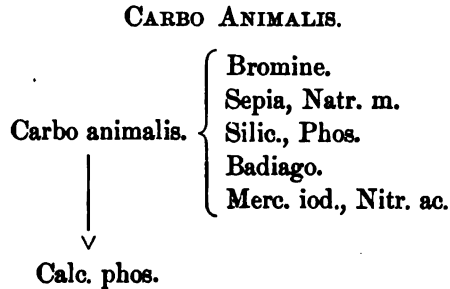 CARBO ANIMALIS.
Bromine.
Sepia, Natr. m.
Carbo animalis.
Silic., Phos.
Badiago.
Merc. iod., Nitr. ac.
Calc. phos.